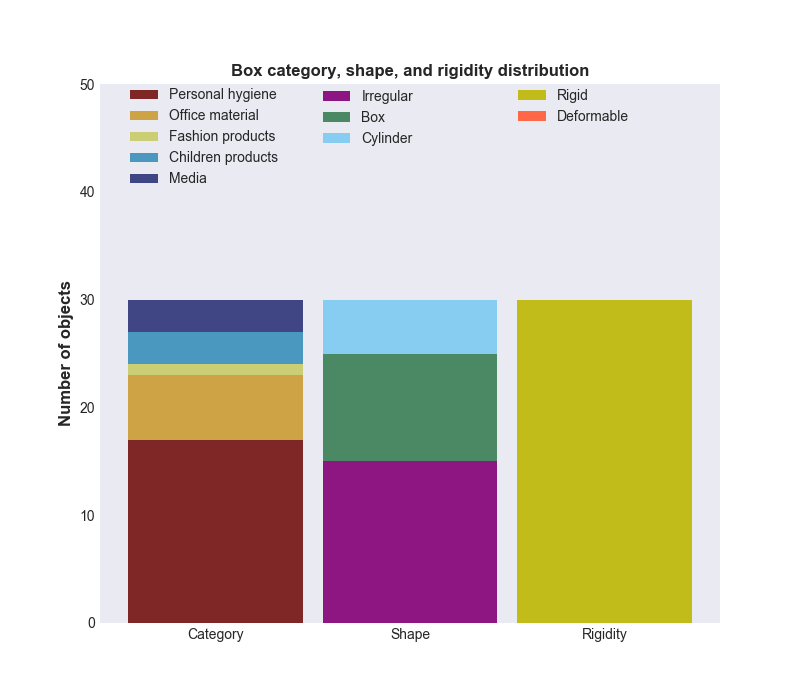 Box category, shape, and rigidity distribution
50
40
30
20
10
0
Number of objects
Personal hygiene
Office material
Fashion products
Children products
Media
Irregular
Box
Cylinder
Rigid
Deformable
Category
Shape
Rigidity